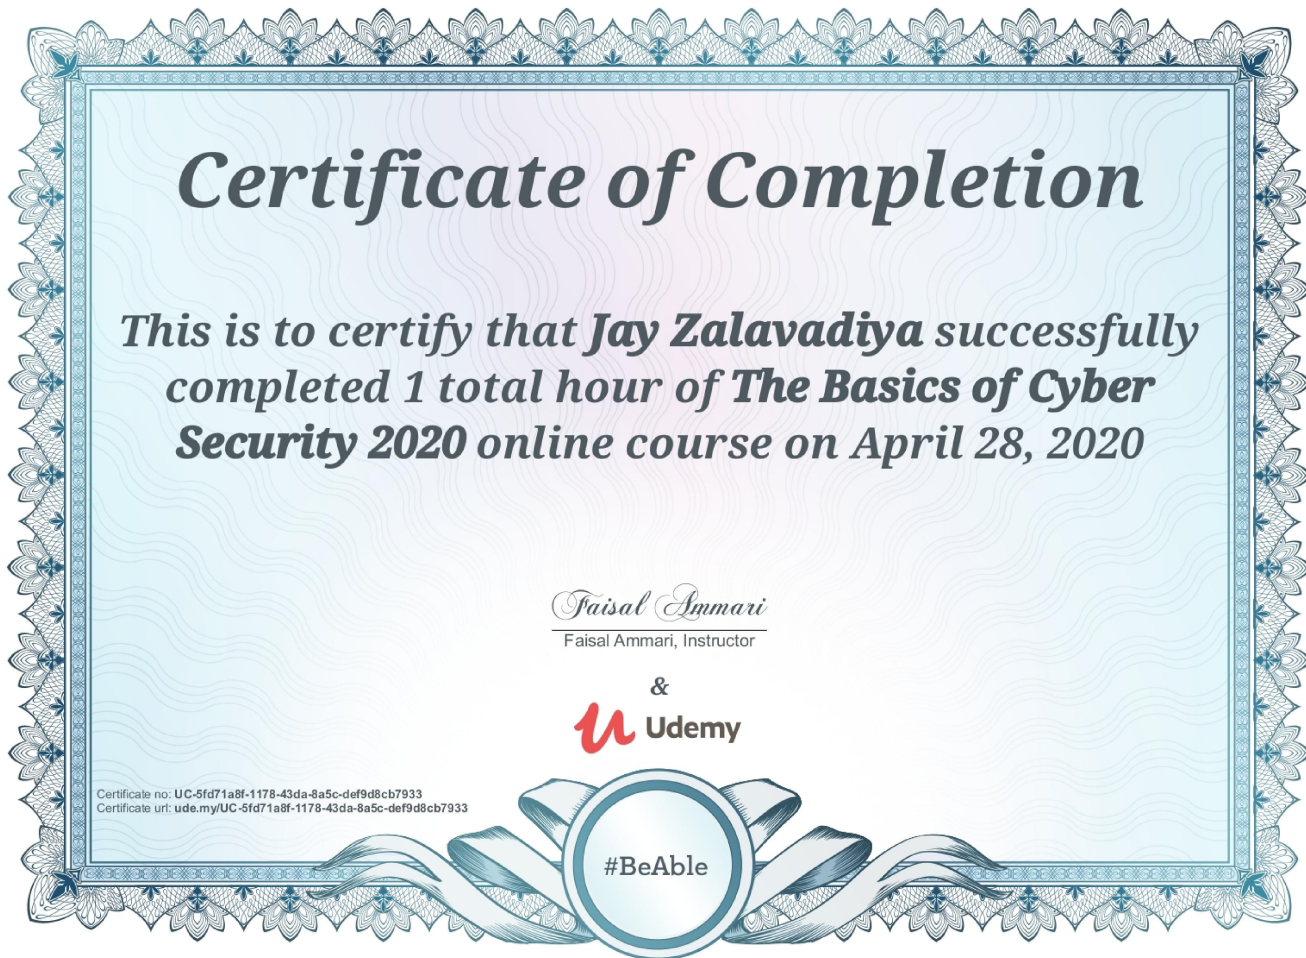 Certificate of Completion
This is to certify that Jay Zalavadiya successfully
completed 1 total hour of The Basics of Cyber
Security 2020 online course on April 28, 2020
Faisal Ammari
Faisal Ammari, Instructor
&
Udemy
Certificate no: UC-5fd71a8f-1178-43da-8a5c-def9d8cb7933
Certificate url: ude.my/UC-5fd71a8f-1178-43da-8a5c-def9d8cb7933
#BeAble